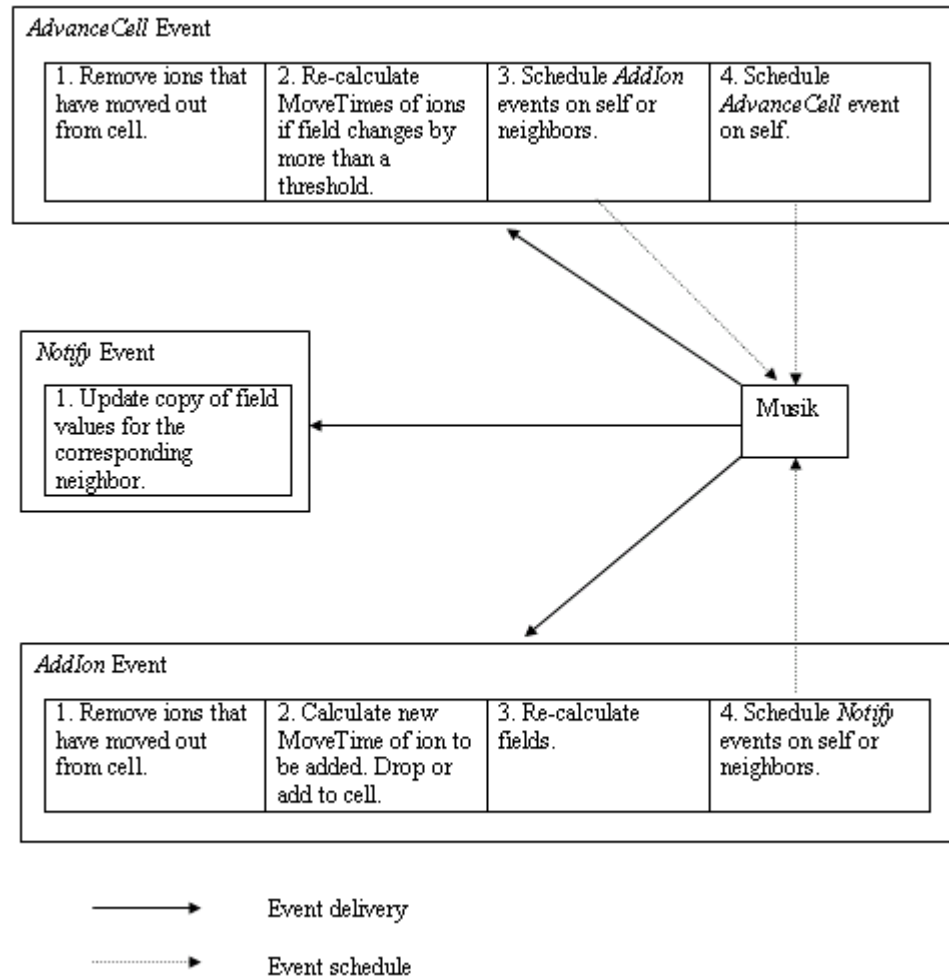 AdvanceCell Event
1. Remove ions that
have moved out
from cell.
2. Re-calculate
MoveTimes of ions
if field changes by
more than a
threshold.
3. Schedule AddIon
events on self or
neighbors.
4. Schedule
AdvanceCell event
on self.
Notify Event
1. Update copy of field
values for the
corresponding
neighbor.
Musik
AddIon Event
1. Remove ions that
have moved out
from cell.
2. Calculate new
MoveTime of ion to
be added. Drop or
add to cell.
3. Re-calculate
fields.
4. Schedule Notify
events on self or
neighbors.
Event delivery
Event schedule